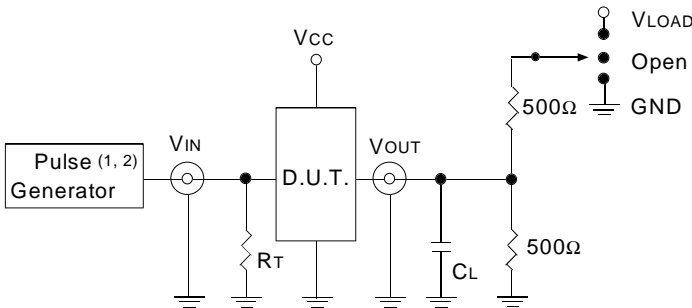 VLOAD
VCC
Open
500Ω
GND
VIN
VOUT
Pulse (1, 2)
Generator
D.U.T.
RT
CL
500Ω